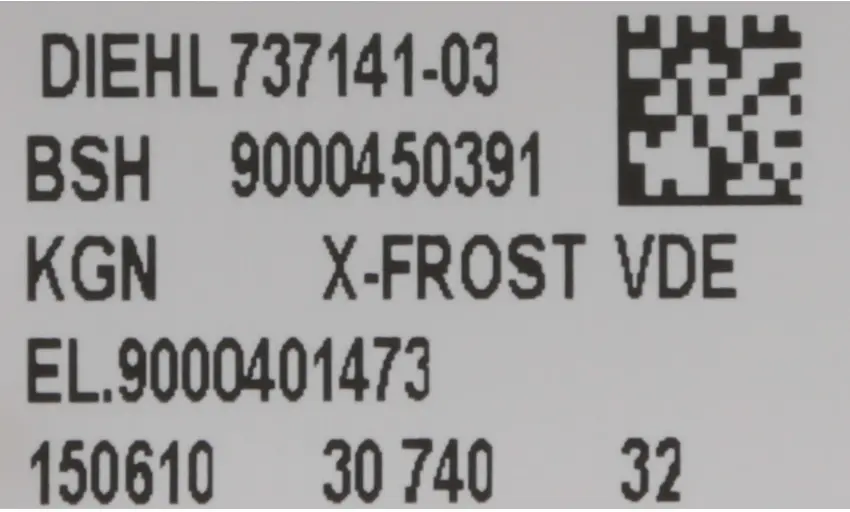 DIEHL 737141-03
BSH 9000450391
KGN X-FROST VDE
EL.9000401473
150610 30 740 32